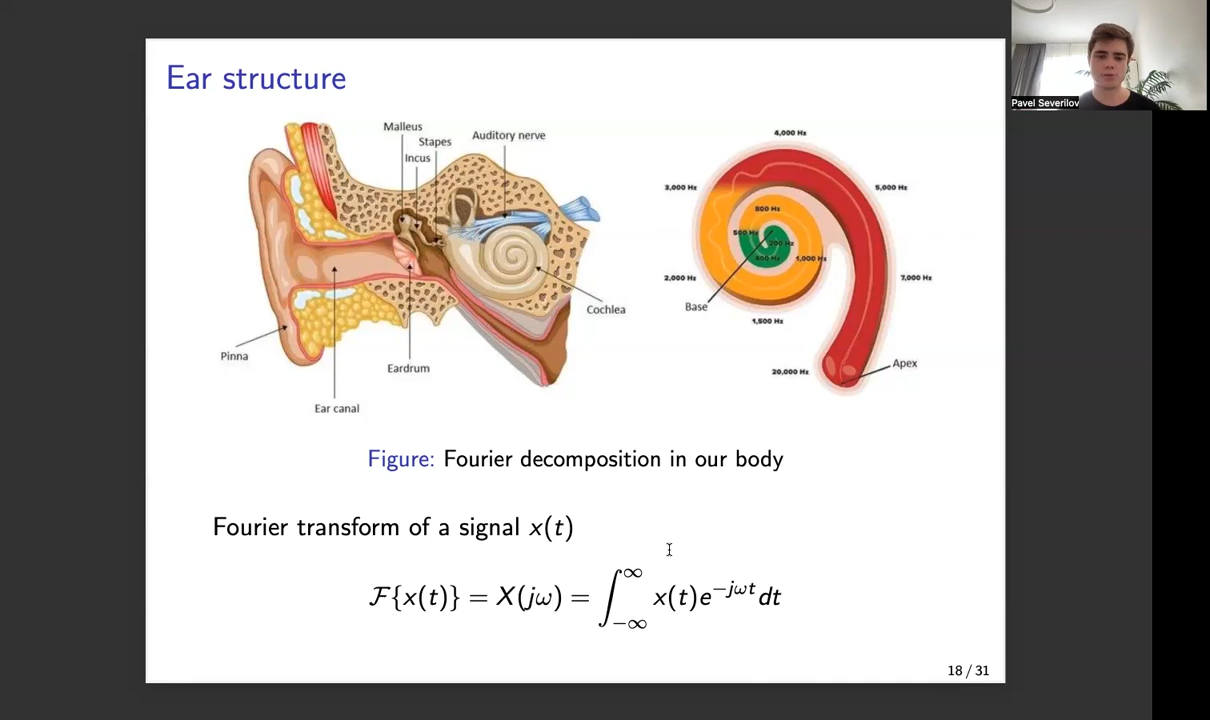 Ear structure
Malleus
Stapes
Incus
Auditory nerve
Cochlea
Pinna
Eardrum
Ear canal
4,000 Hz
3,000 Hz
5,000 Hz
800 Hz
500 Hz
200 Hz
400 Hz
1,000 Hz
2,000 Hz
7,000 Hz
Base
1,500 Hz
20,000 Hz
Apex
Figure: Fourier decomposition in our body
Fourier transform of a signal x(t)
ℱ{x(t)} = X(jω) = ∫_{−∞}^{∞} x(t)e^{−jωt}dt
18 / 31
Pavel Severilov